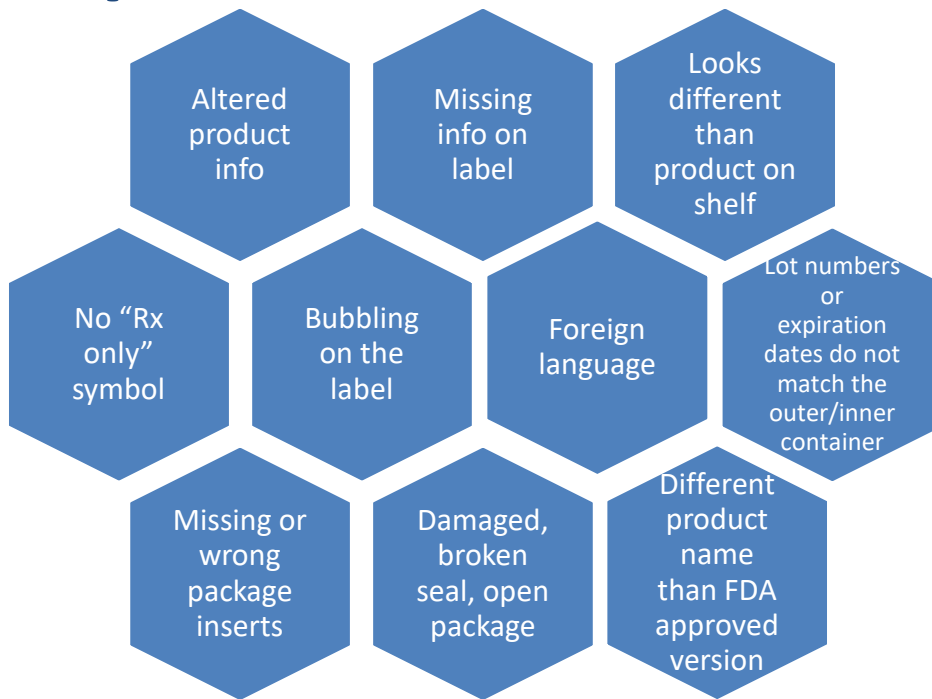 Altered
product
info
Missing
info on
label
Looks
different
than
product on
shelf
No “Rx
only”
symbol
Bubbling
on the
label
Foreign
language
Lot numbers
or
expiration
dates do not
match the
outer/inner
container
Missing or
wrong
package
inserts
Damaged,
broken
seal, open
package
Different
product
name
than FDA
approved
version